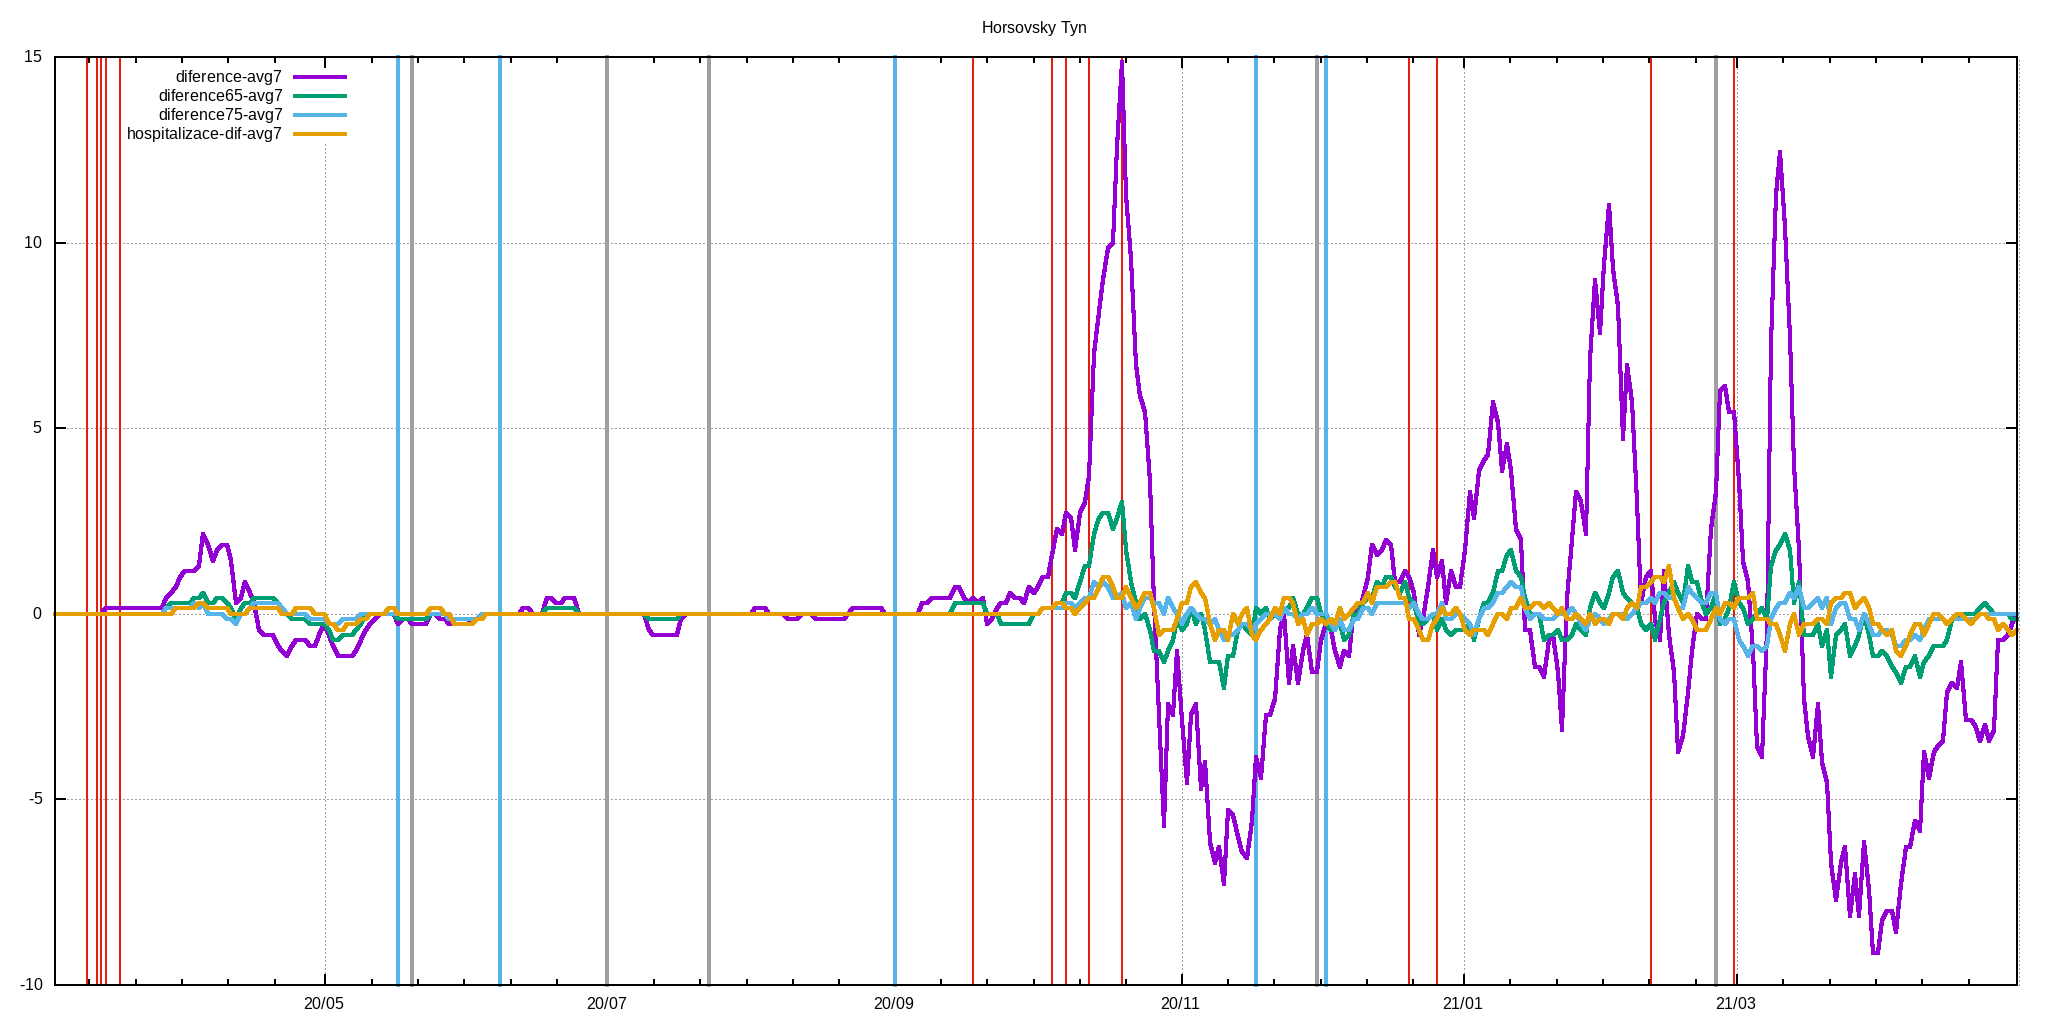 Horsovsky Tyn
diference-avg7
diference65-avg7
diference75-avg7
hospitalizace-dif-avg7
15
10
5
0
-5
-10
20/05 20/07 20/09 20/11 21/01 21/03